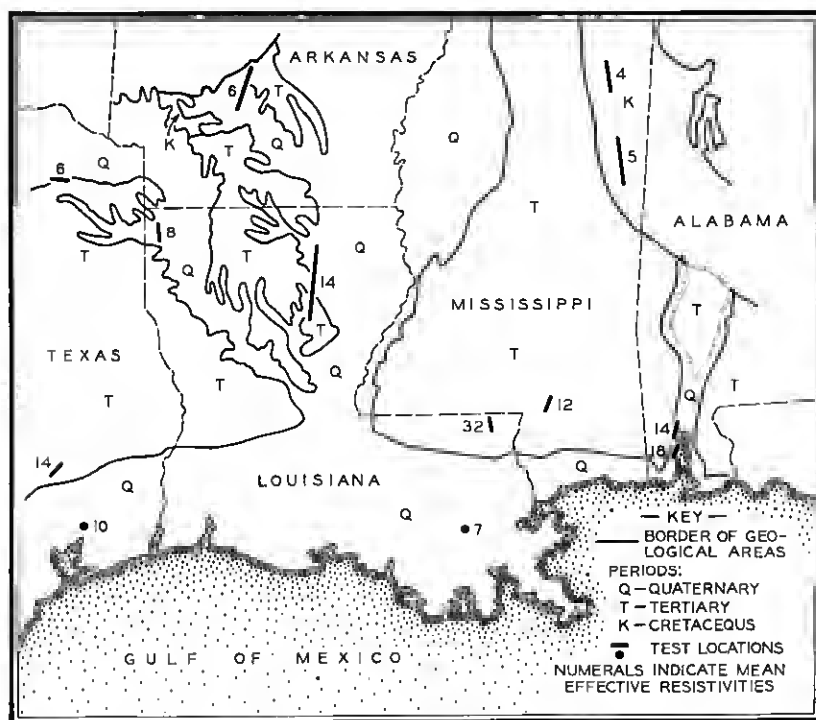 ARKANSAS
6
T
4
K
K
T
Q
Q
Q
5
6
T
8
ALABAMA
T
Q
T
14
MISSISSIPPI
T
T
TEXAS
Q
T
T
T
T
Q
12
32
14
14
18
Q
LOUISIANA
Q
Q
10
7
— KEY —
BORDER OF GEO-
LOGICAL AREAS
PERIODS:
Q – QUATERNARY
T – TERTIARY
K – CRETACEQUS
TEST LOCATIONS
NUMERALS INDICATE MEAN
EFFECTIVE RESISTIVITIES
GULF OF MEXICO